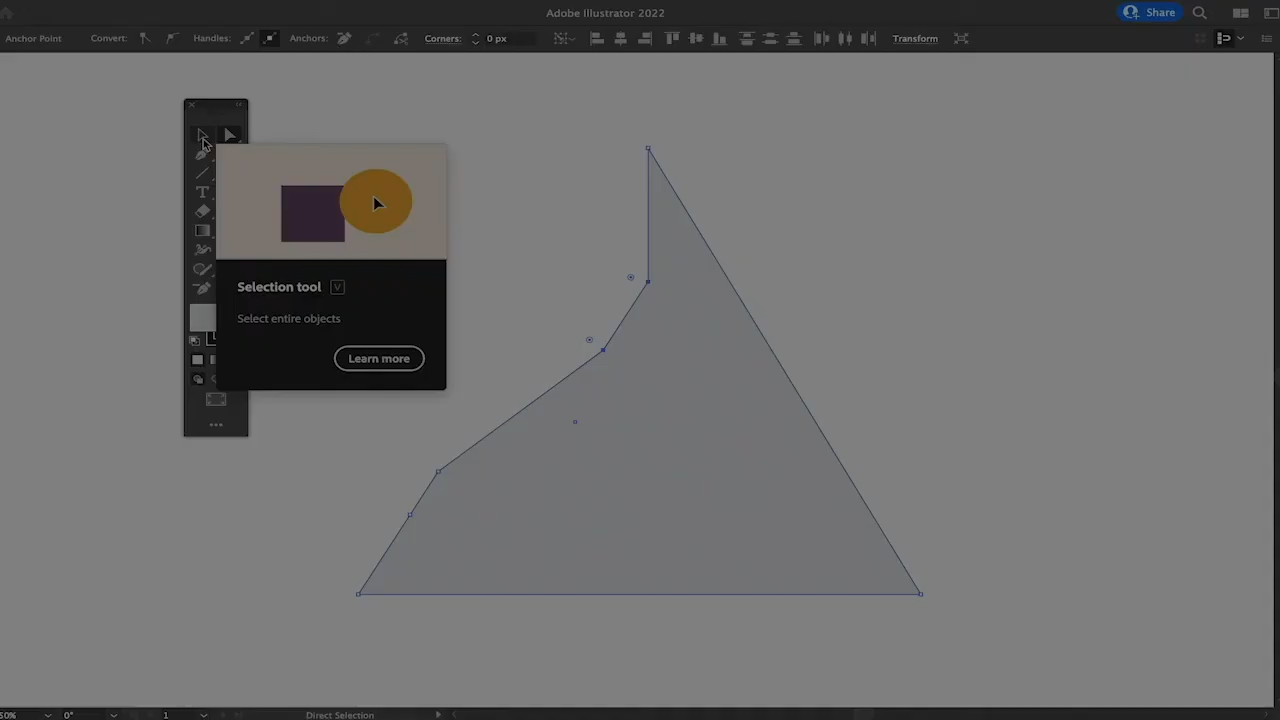 Adobe Illustrator 2022
Share
Anchor Point
Convert:
Handles:
Anchors:
Corners:
0 px
Transform
T
Selection tool V
Select entire objects
Learn more
50%
0°
1
Direct Selection